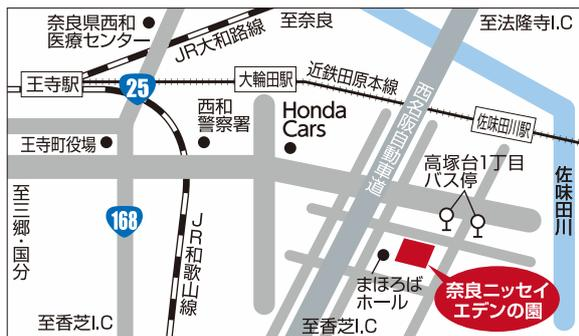 奈良県西和
医療センター
至奈良
至法隆寺I.C
JR大和路線
王寺駅
25
大輪田駅
近鉄田原本線
西名阪自動車道
佐味田川駅
西和
警察署
Honda
Cars
王寺町役場
高塚台1丁目
バス停
佐味田川
至三郷・国分
168
JR和歌山線
まほろば
ホール
奈良ニッセイ
エデンの園
至香芝I.C
至香芝I.C